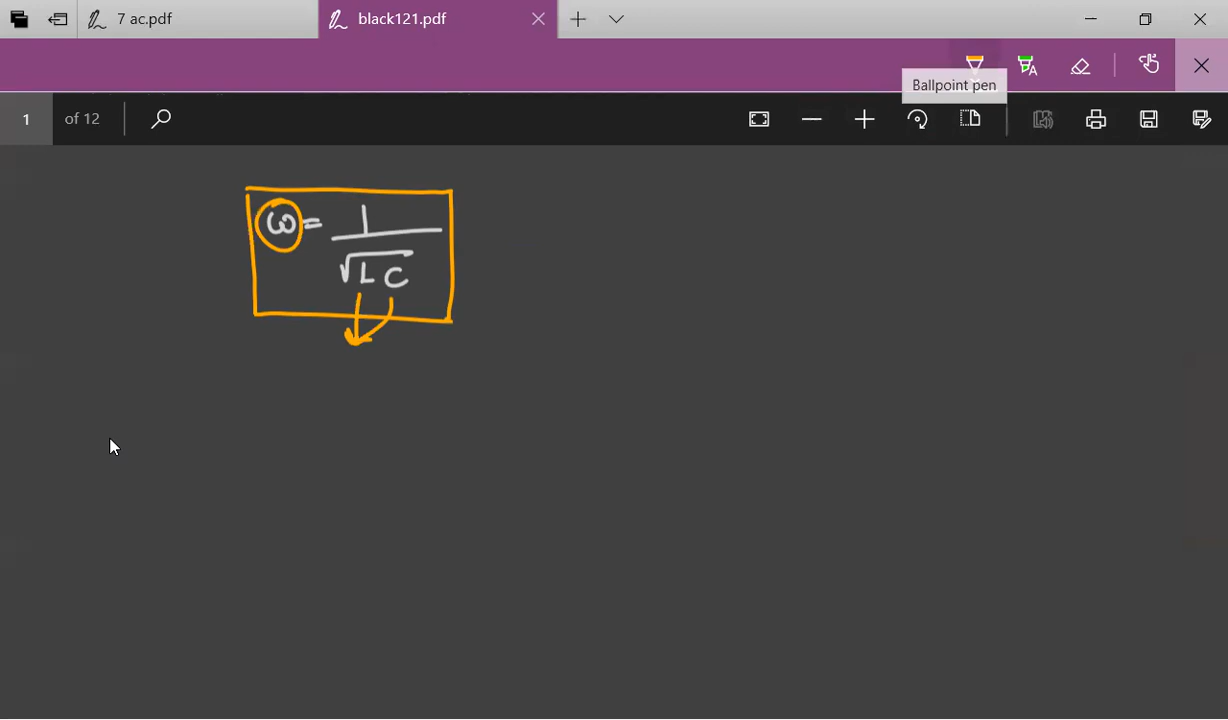 7 ac.pdf
black121.pdf
Ballpoint pen
1 of 12
ω = 1 / √LC